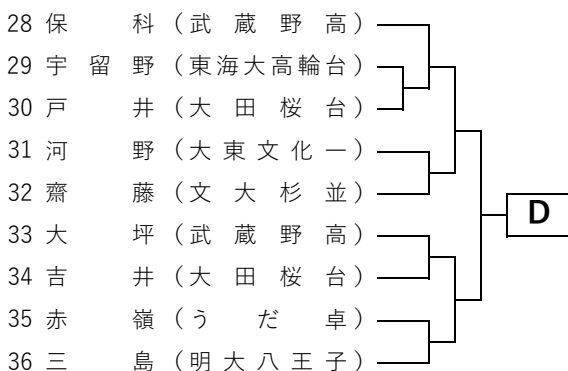 28 保科 (武蔵野高)
29 宇留野 (東海大高輪台)
30 戸井 (大田桜台)
31 河野 (大東文化一)
32 齋藤 (文大杉並)
33 大坪 (武蔵野高)
34 吉井 (大田桜台)
35 赤嶺 (うだ卓)
36 三島 (明大八王子)
D